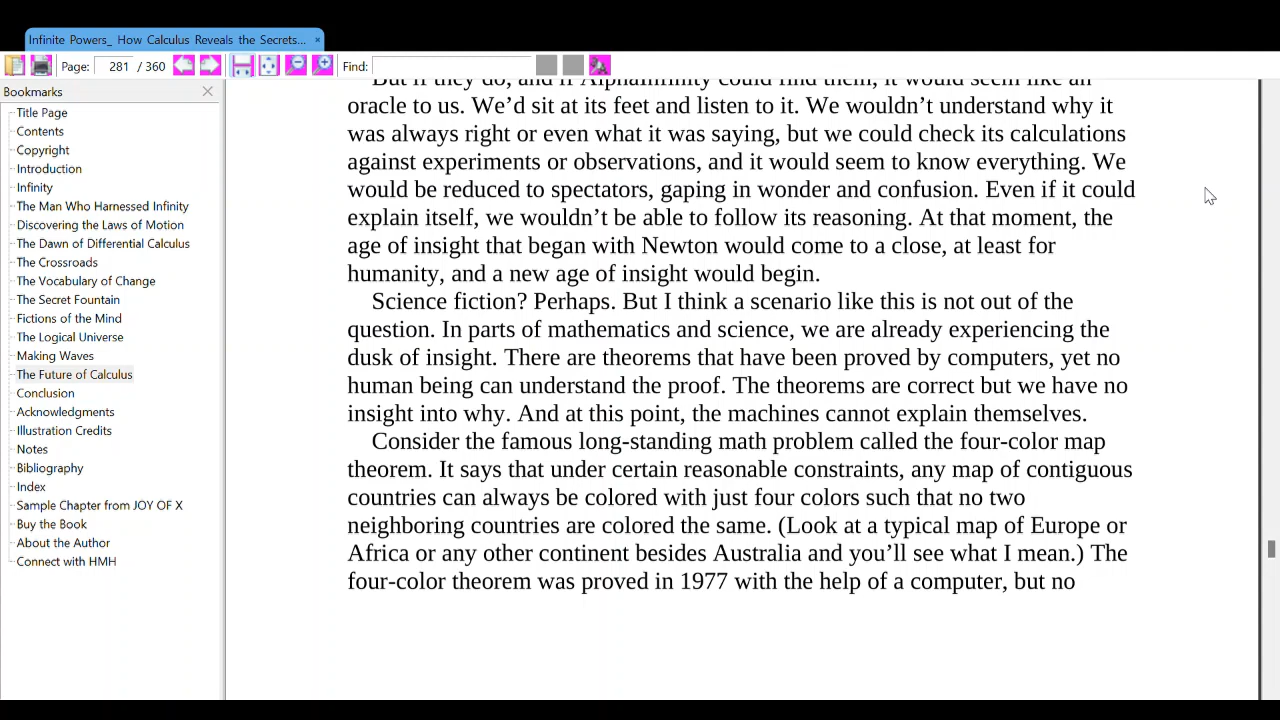 Infinite Powers_ How Calculus Reveals the Secrets... ×
Page: 281 / 360 Find:
Bookmarks
Title Page
Contents
Copyright
Introduction
Infinity
The Man Who Harnessed Infinity
Discovering the Laws of Motion
The Dawn of Differential Calculus
The Crossroads
The Vocabulary of Change
The Secret Fountain
Fictions of the Mind
The Logical Universe
Making Waves
The Future of Calculus
Conclusion
Acknowledgments
Illustration Credits
Notes
Bibliography
Index
Sample Chapter from JOY OF X
Buy the Book
About the Author
Connect with HMH
But if they do, and if AlphaInfinity could find them, it would seem like an
oracle to us. We’d sit at its feet and listen to it. We wouldn’t understand why it
was always right or even what it was saying, but we could check its calculations
against experiments or observations, and it would seem to know everything. We
would be reduced to spectators, gaping in wonder and confusion. Even if it could
explain itself, we wouldn’t be able to follow its reasoning. At that moment, the
age of insight that began with Newton would come to a close, at least for
humanity, and a new age of insight would begin.
Science fiction? Perhaps. But I think a scenario like this is not out of the
question. In parts of mathematics and science, we are already experiencing the
dusk of insight. There are theorems that have been proved by computers, yet no
human being can understand the proof. The theorems are correct but we have no
insight into why. And at this point, the machines cannot explain themselves.
Consider the famous long-standing math problem called the four-color map
theorem. It says that under certain reasonable constraints, any map of contiguous
countries can always be colored with just four colors such that no two
neighboring countries are colored the same. (Look at a typical map of Europe or
Africa or any other continent besides Australia and you’ll see what I mean.) The
four-color theorem was proved in 1977 with the help of a computer, but no